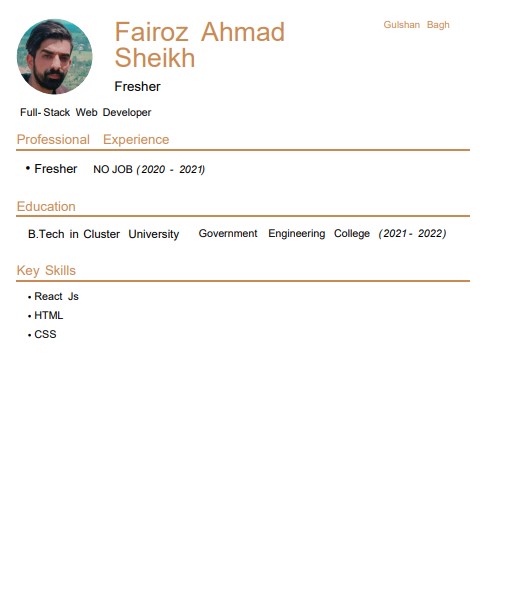 Fairoz Ahmad
Sheikh
Gulshan Bagh
Fresher
Full-Stack Web Developer
Professional Experience
• Fresher NO JOB (2020 - 2021)
Education
B.Tech in Cluster University Government Engineering College (2021- 2022)
Key Skills
• React Js
• HTML
• CSS